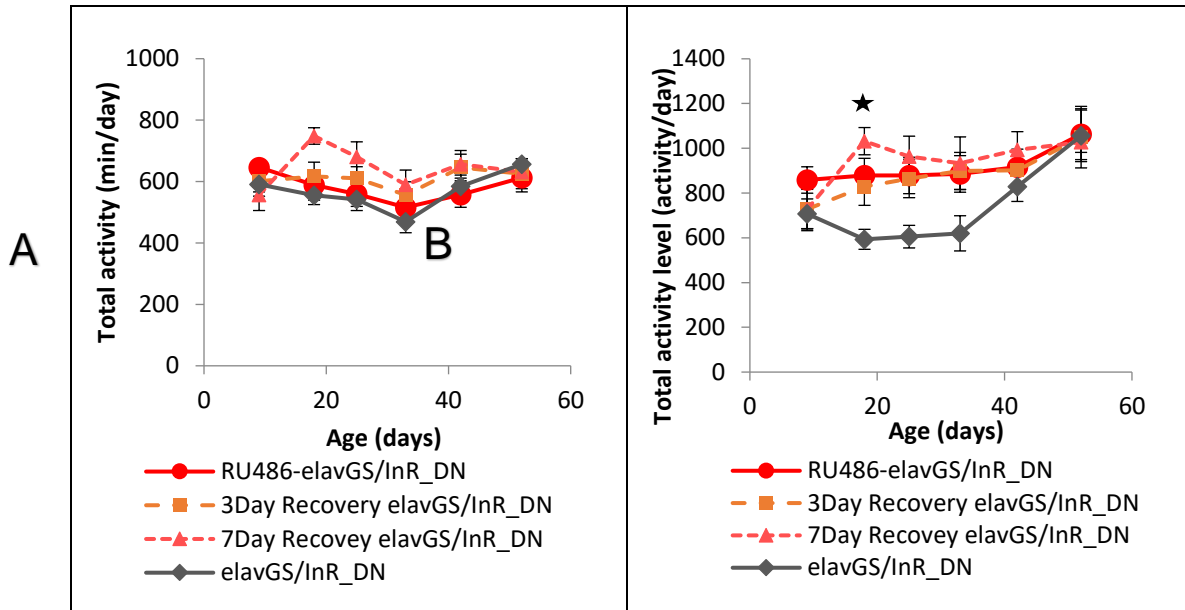 A
Total activity (min/day)
1000
800
600
400
200
0
0 20 40 60
Age (days)
B
RU486-elavGS/InR_DN
3Day Recovery elavGS/InR_DN
7Day Recovey elavGS/InR_DN
elavGS/InR_DN
Total activity level (activity/day)
1400
1200
1000
800
600
400
200
0
0 20 40 60
Age (days)
RU486-elavGS/InR_DN
3Day Recovery elavGS/InR_DN
7Day Recovey elavGS/InR_DN
elavGS/InR_DN